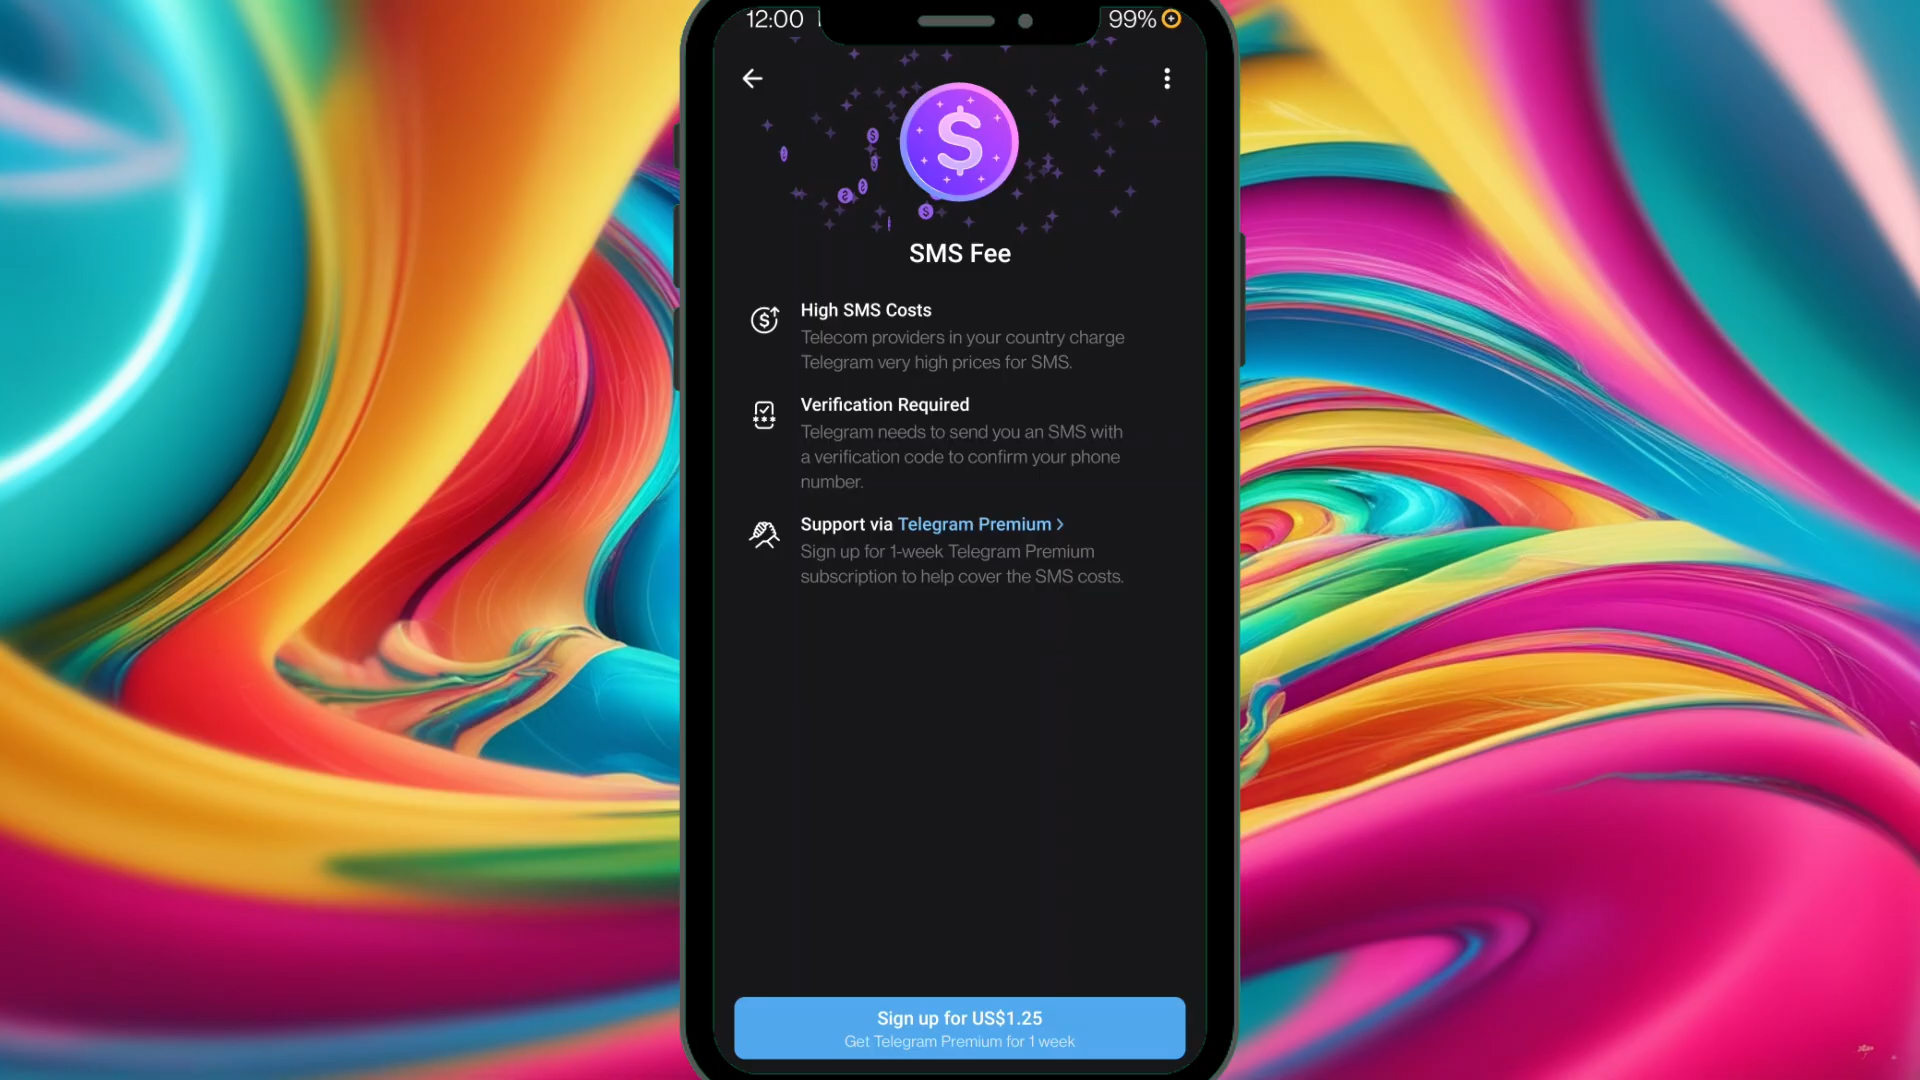 12:00
99%
SMS Fee
High SMS Costs
Telecom providers in your country charge
Telegram very high prices for SMS.
Verification Required
Telegram needs to send you an SMS with
a verification code to confirm your phone
number.
Support via Telegram Premium >
Sign up for 1-week Telegram Premium
subscription to help cover the SMS costs.
Sign up for US$1.25
Get Telegram Premium for 1 week